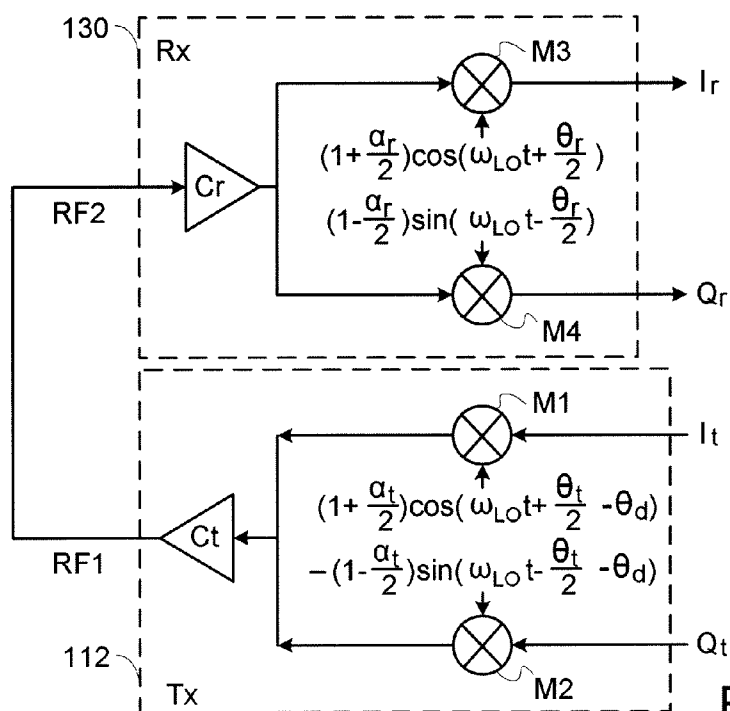 130
Rx
M3
Ir
(1+αr/2)cos(ωLOt+θr/2)
Cr
RF2
(1-αr/2)sin(ωLOt-θr/2)
Qr
M4
M1
It
(1+αt/2)cos(ωLOt+θt/2-θd)
Ct
RF1
-(1-αt/2)sin(ωLOt-θt/2-θd)
112
Qt
Tx
M2